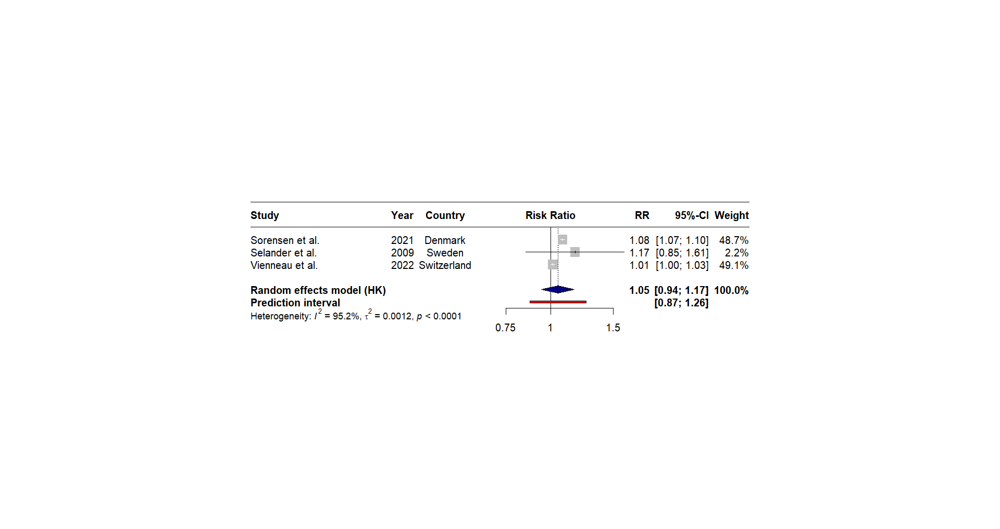 Study Year Country Risk Ratio RR 95%-CI Weight
Sorensen et al. 2021 Denmark 1.08 [1.07; 1.10] 48.7%
Selander et al. 2009 Sweden 1.17 [0.85; 1.61] 2.2%
Vienneau et al. 2022 Switzerland 1.01 [1.00; 1.03] 49.1%
Random effects model (HK) 1.05 [0.94; 1.17] 100.0%
Prediction interval [0.87; 1.26]
Heterogeneity: I² = 95.2%, τ² = 0.0012, p < 0.0001
0.75 1 1.5